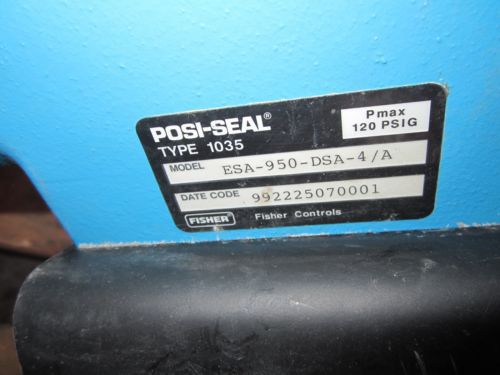 POSI-SEAL®
Pmax
120 PSIG
TYPE 1035
MODEL ESA-950-DSA-4/A
DATE CODE 992225070001
FISHER Fisher Controls